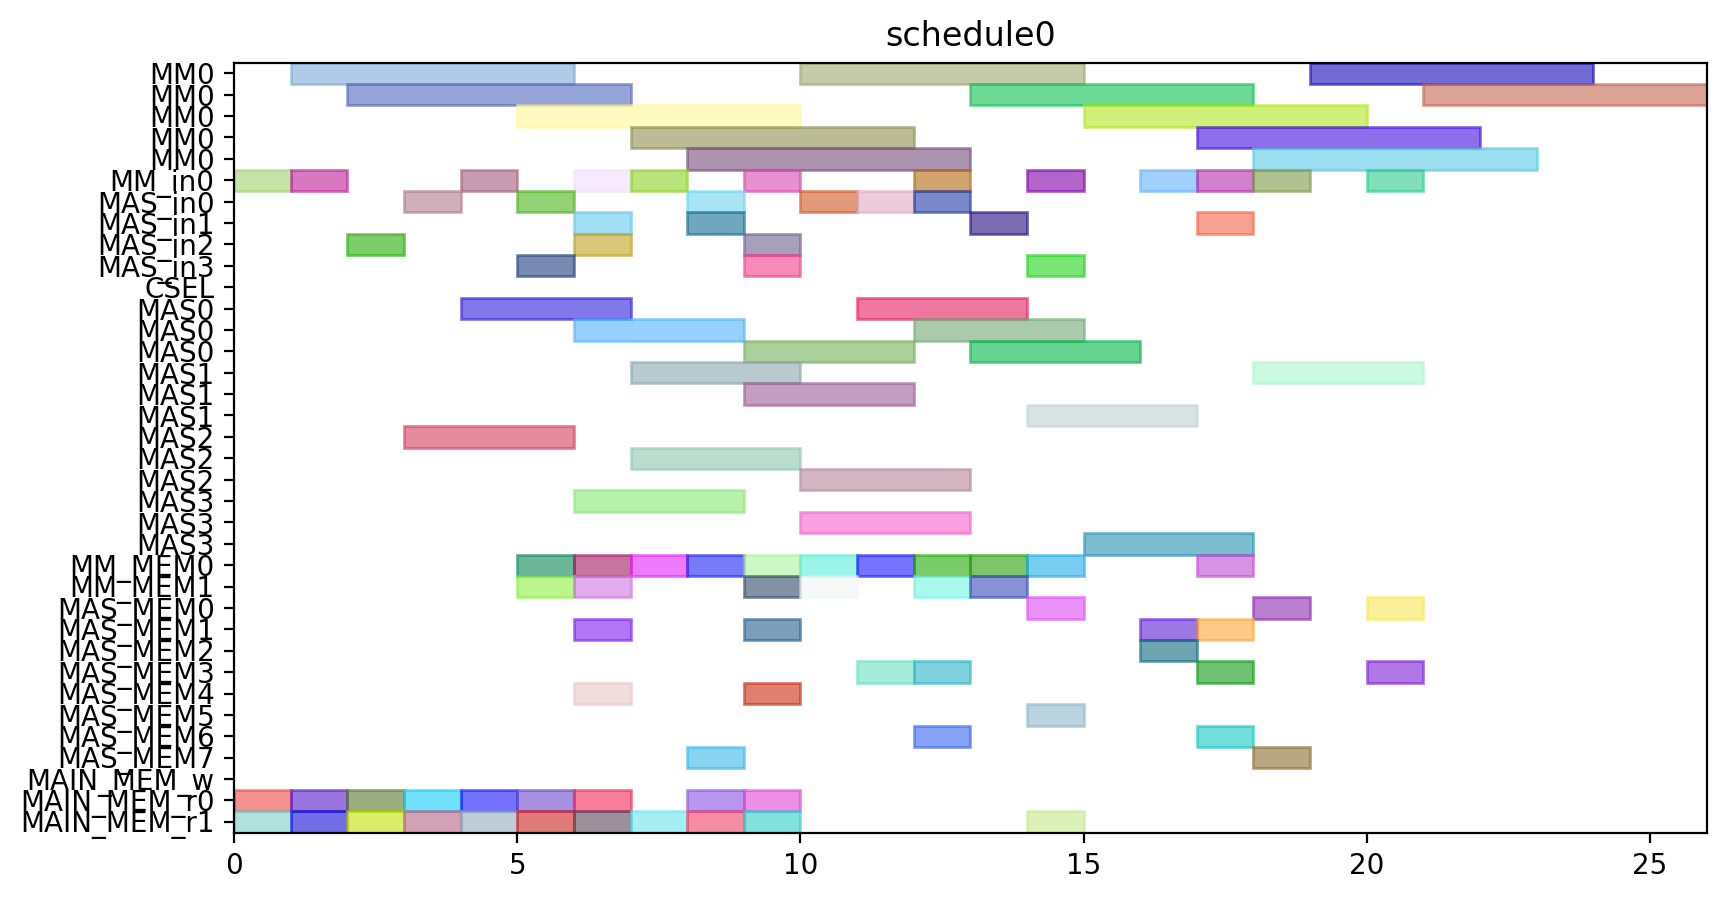 schedule0
MM0
MM0
MM0
MM0
MM0
MM_in0
MAS_in0
MAS_in1
MAS_in2
MAS_in3
CSEL
MAS0
MAS0
MAS0
MAS1
MAS1
MAS1
MAS2
MAS2
MAS2
MAS3
MAS3
MAS3
MM_MEM0
MM_MEM1
MAS_MEM0
MAS_MEM1
MAS_MEM2
MAS_MEM3
MAS_MEM4
MAS_MEM5
MAS_MEM6
MAS_MEM7
MAIN_MEM_w
MAIN_MEM_r0
MAIN_MEM_r1
0 5 10 15 20 25